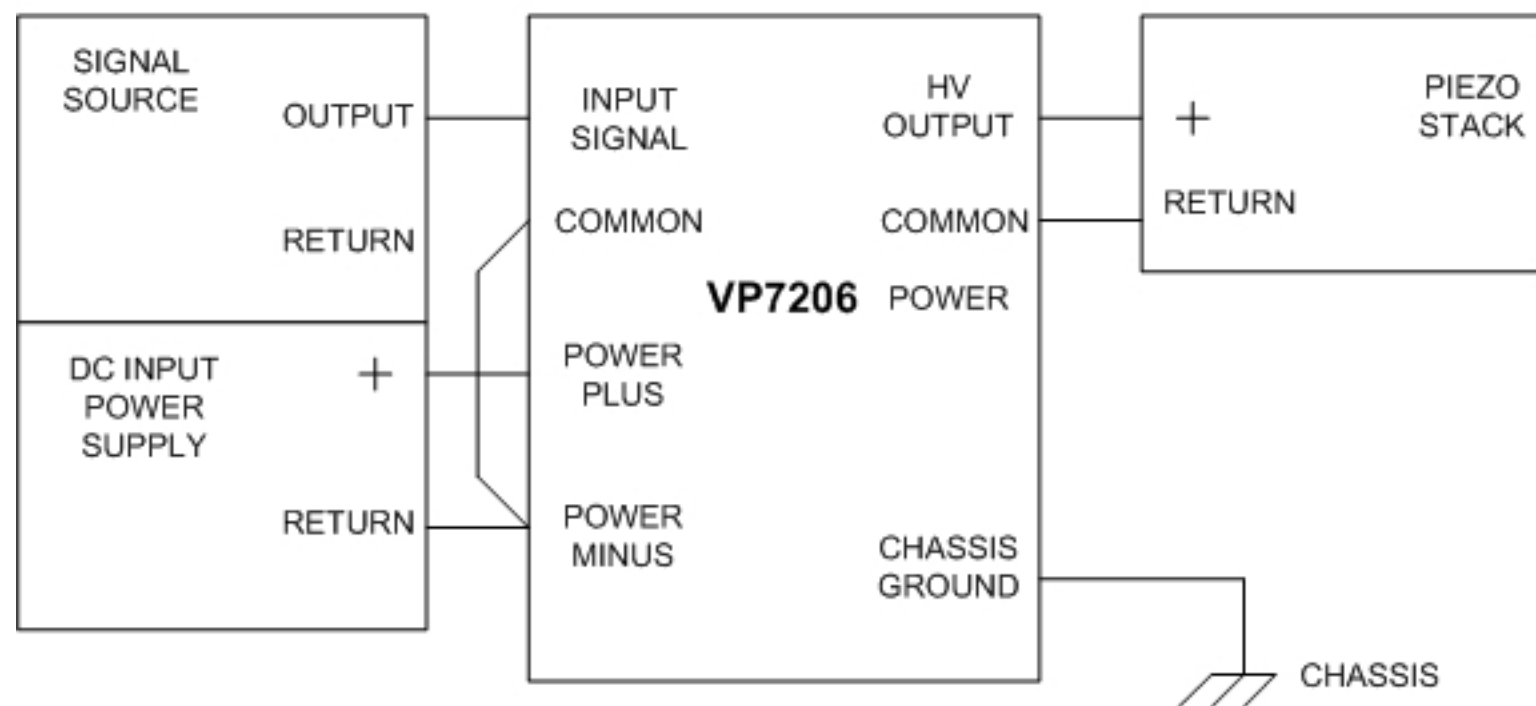 SIGNAL
SOURCE
OUTPUT
RETURN
DC INPUT
POWER
SUPPLY
+
RETURN
INPUT
SIGNAL
COMMON
POWER
PLUS
POWER
MINUS
VP7206
HV
OUTPUT
COMMON
POWER
CHASSIS
GROUND
+
RETURN
PIEZO
STACK
CHASSIS